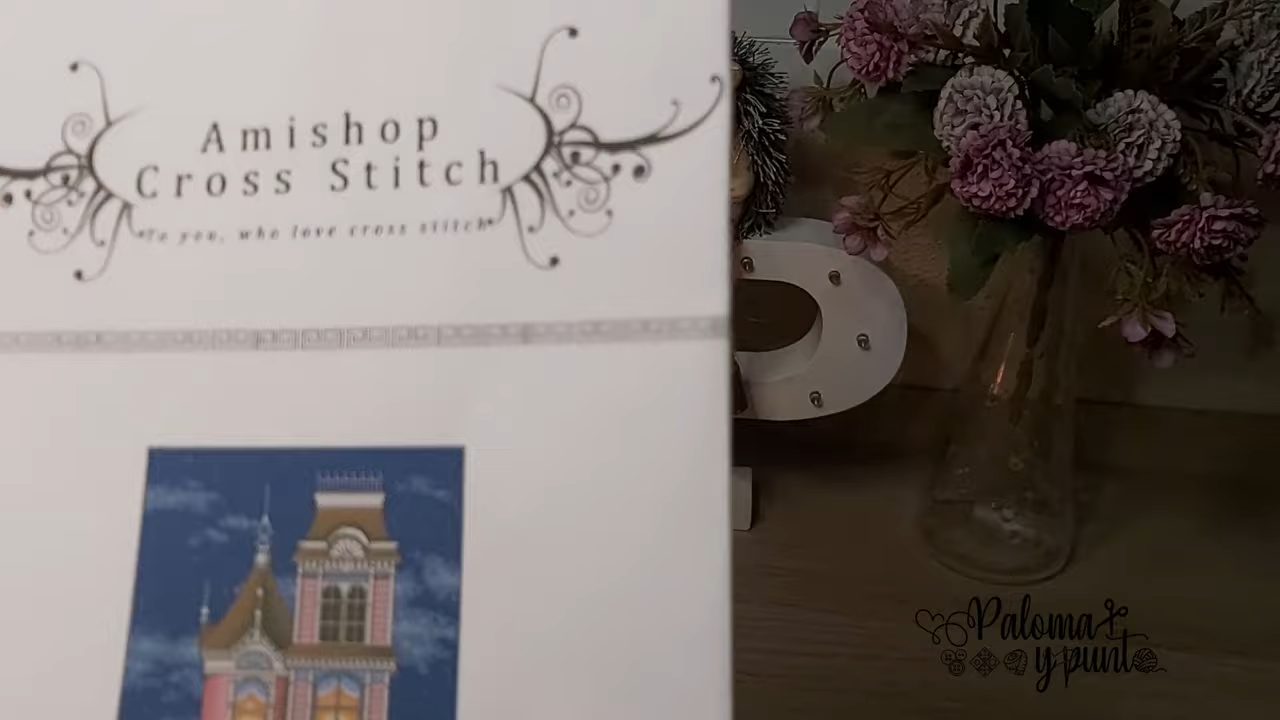 Amishop
Cross Stitch
To you, who love cross stitch
Paloma
y punt